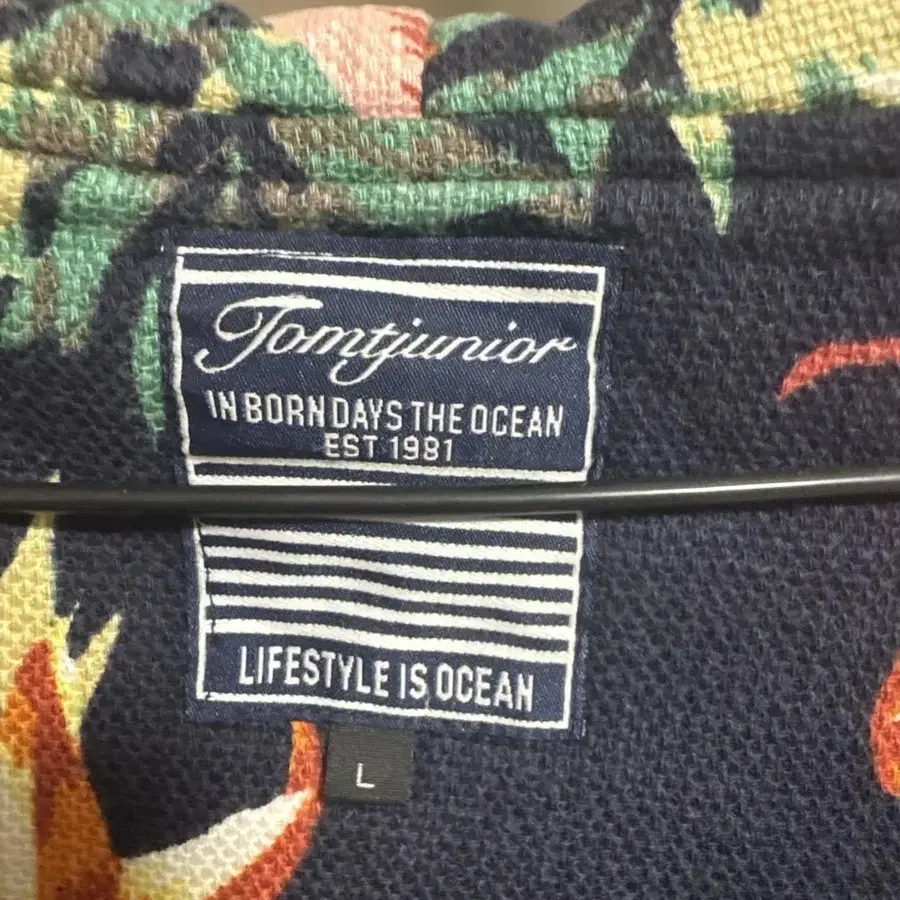 Tomtjunior
IN BORN DAYS THE OCEAN
EST 1981
LIFESTYLE IS OCEAN
L